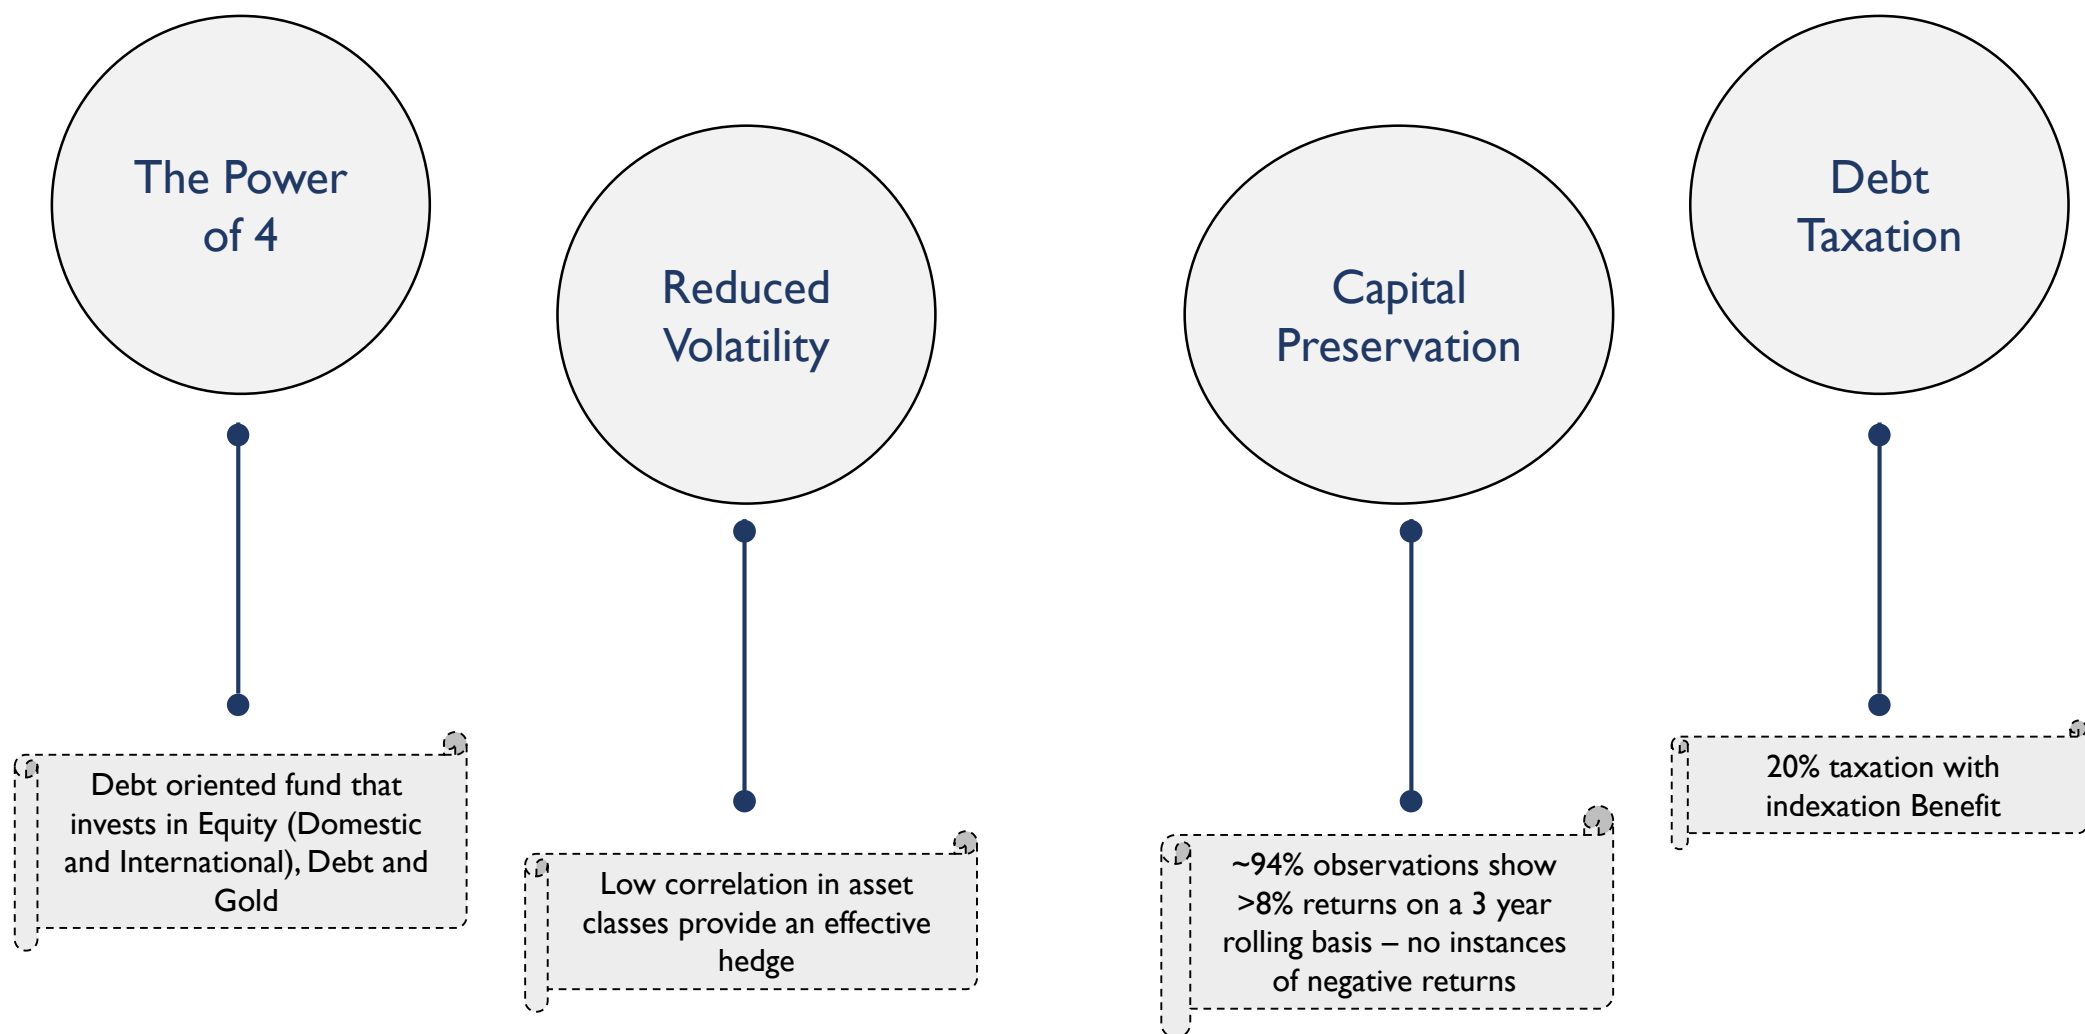 The Power
of 4
Debt oriented fund that
invests in Equity (Domestic
and International), Debt and
Gold
Reduced
Volatility
Low correlation in asset
classes provide an effective
hedge
Capital
Preservation
~94% observations show
>8% returns on a 3 year
rolling basis – no instances
of negative returns
Debt
Taxation
20% taxation with
indexation Benefit